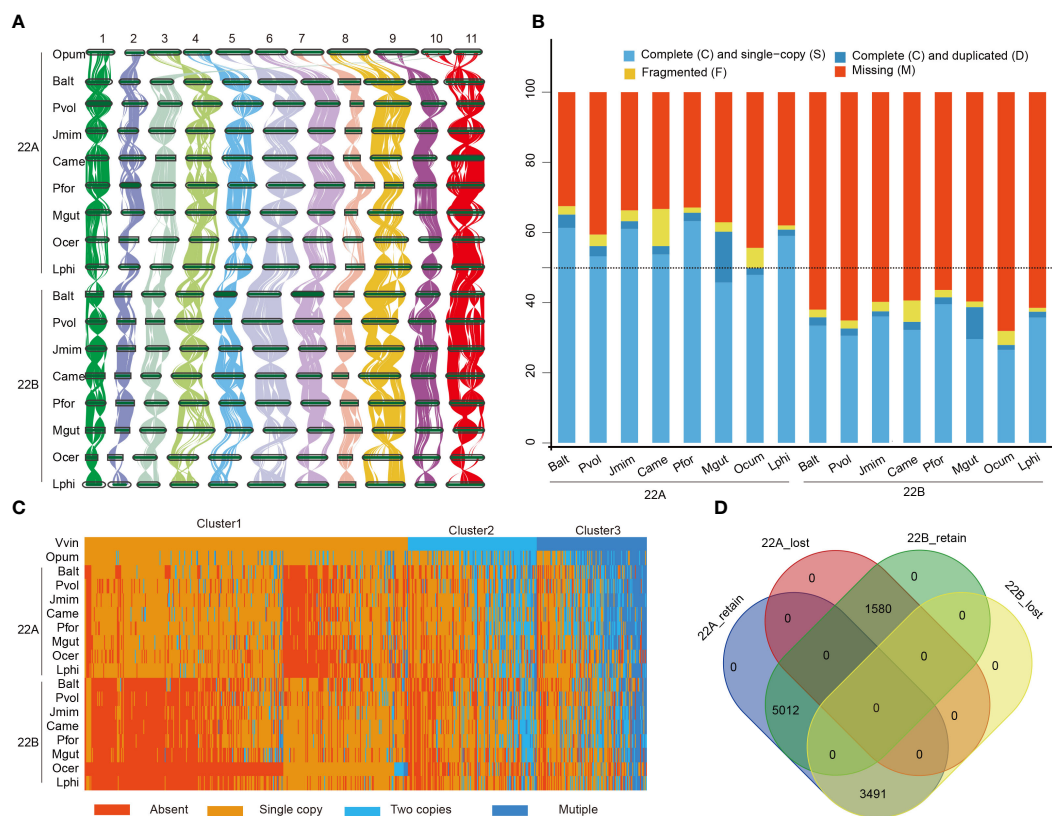 A
1 2 3 4 5 6 7 8 9 10 11
Opum
Balt
Pvol
Jmim
Came
Pfor
Mgut
Ocer
Lphi
22A
Balt
Pvol
Jmim
Came
Pfor
Mgut
Ocer
Lphi
22B
B
Complete (C) and single-copy (S)
Complete (C) and duplicated (D)
Fragmented (F)
Missing (M)
100
80
60
40
20
0
Balt Pvol Jmim Came Pfor Mgut Ocum Lphi Balt Pvol Jmim Came Pfor Mgut Ocum Lphi
22A 22B
C
Cluster1 Cluster2 Cluster3
Vvin
Opum
Balt
Pvol
Jmim
Came
Pfor
Mgut
Ocer
Lphi
22A
Balt
Pvol
Jmim
Came
Pfor
Mgut
Ocer
Lphi
22B
Absent Single copy Two copies Mutiple
D
22A_lost 22B_retain
22A_retain 22B_lost
0 0
0 1580 0
0 0 0 0
5012 0 0
0 0
3491